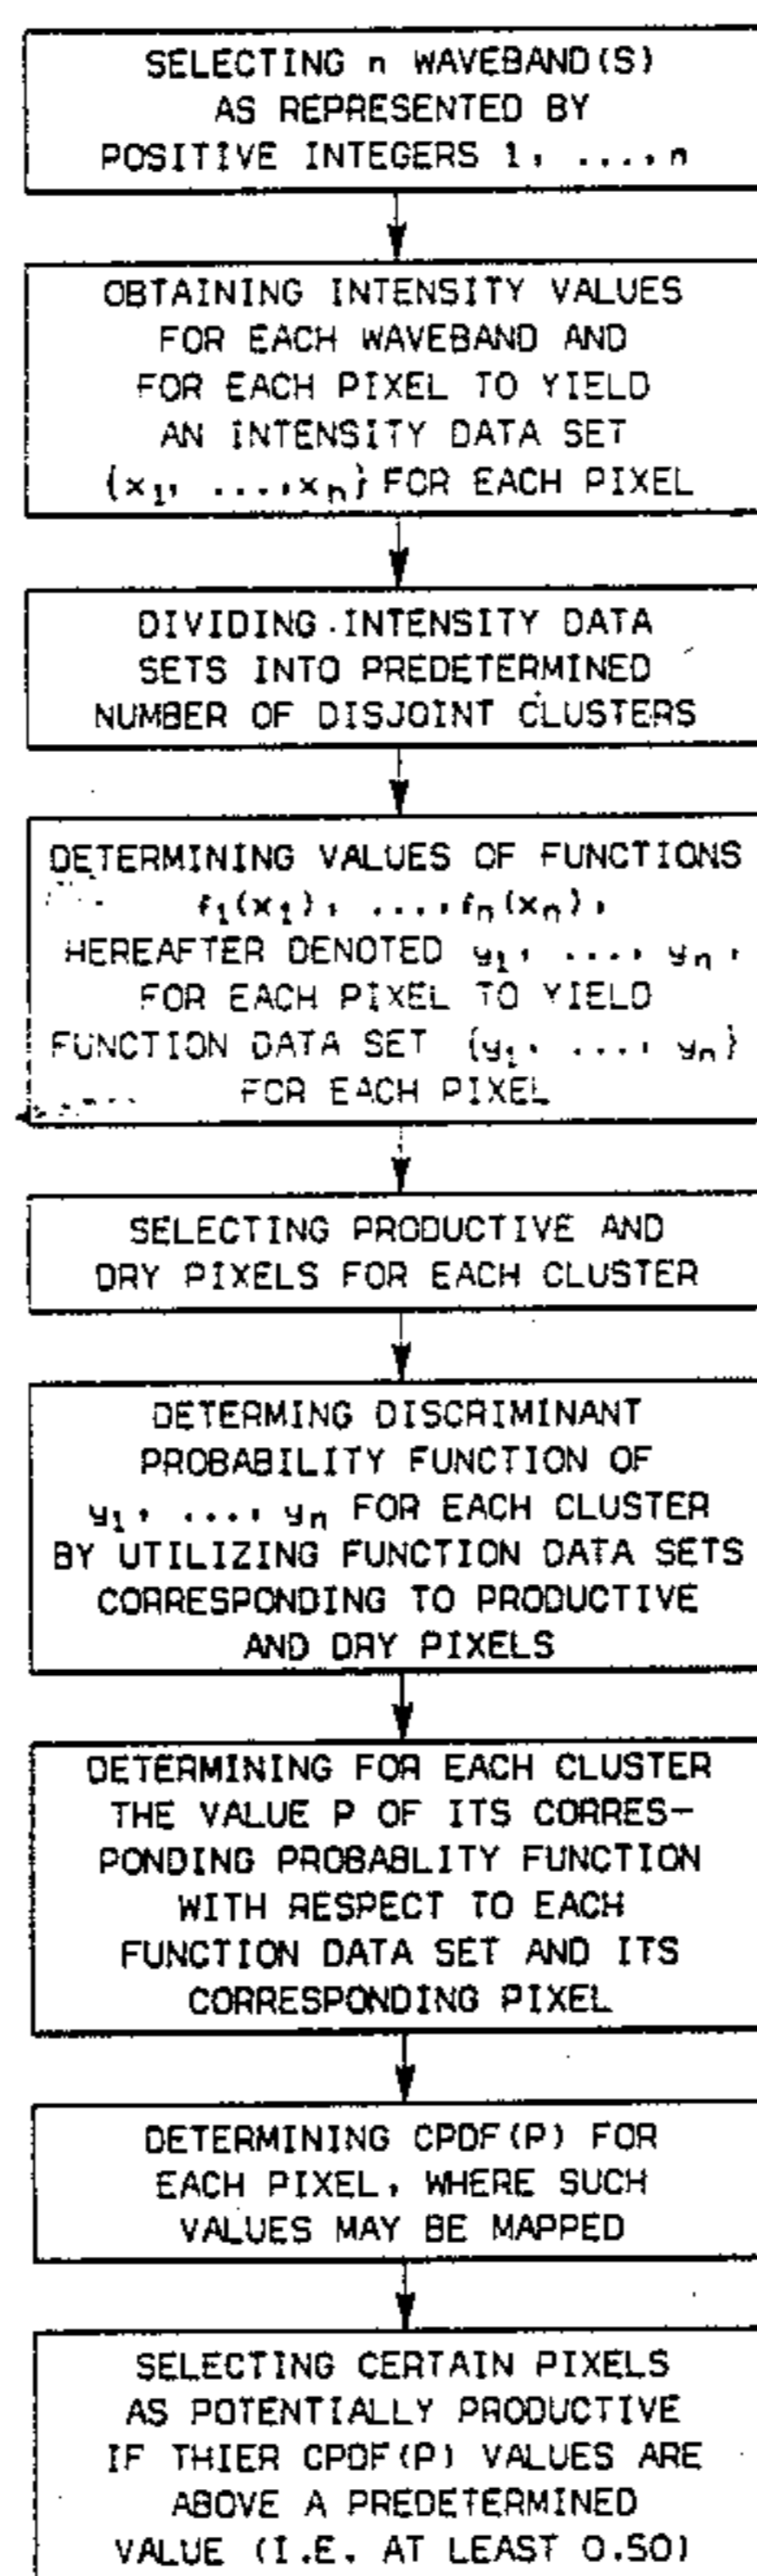 SELECTING n WAVEBAND(S)
AS REPRESENTED BY
POSITIVE INTEGERS 1, ..., n
OBTAINING INTENSITY VALUES
FOR EACH WAVEBAND AND
FOR EACH PIXEL TO YIELD
AN INTENSITY DATA SET
{x₁, ...,xₙ} FOR EACH PIXEL
DIVIDING INTENSITY DATA
SETS INTO PREDETERMINED
NUMBER OF DISJOINT CLUSTERS
DETERMINING VALUES OF FUNCTIONS
f₁(x₁), ...,fₙ(xₙ),
HEREAFTER DENOTED y₁, ..., yₙ,
FOR EACH PIXEL TO YIELD
FUNCTION DATA SET {y₁, ..., yₙ}
FOR EACH PIXEL
SELECTING PRODUCTIVE AND
DRY PIXELS FOR EACH CLUSTER
DETERMING DISCRIMINANT
PROBABILITY FUNCTION OF
y₁, ..., yₙ FOR EACH CLUSTER
BY UTILIZING FUNCTION DATA SETS
CORRESPONDING TO PRODUCTIVE
AND DRY PIXELS
DETERMINING FOR EACH CLUSTER
THE VALUE P OF ITS CORRES-
PONDING PROBABLITY FUNCTION
WITH RESPECT TO EACH
FUNCTION DATA SET AND ITS
CORRESPONDING PIXEL
DETERMINING CPDF(P) FOR
EACH PIXEL, WHERE SUCH
VALUES MAY BE MAPPED
SELECTING CERTAIN PIXELS
AS POTENTIALLY PRODUCTIVE
IF THIER CPDF(P) VALUES ARE
ABOVE A PREDETERMINED
VALUE (I.E. AT LEAST 0.50)